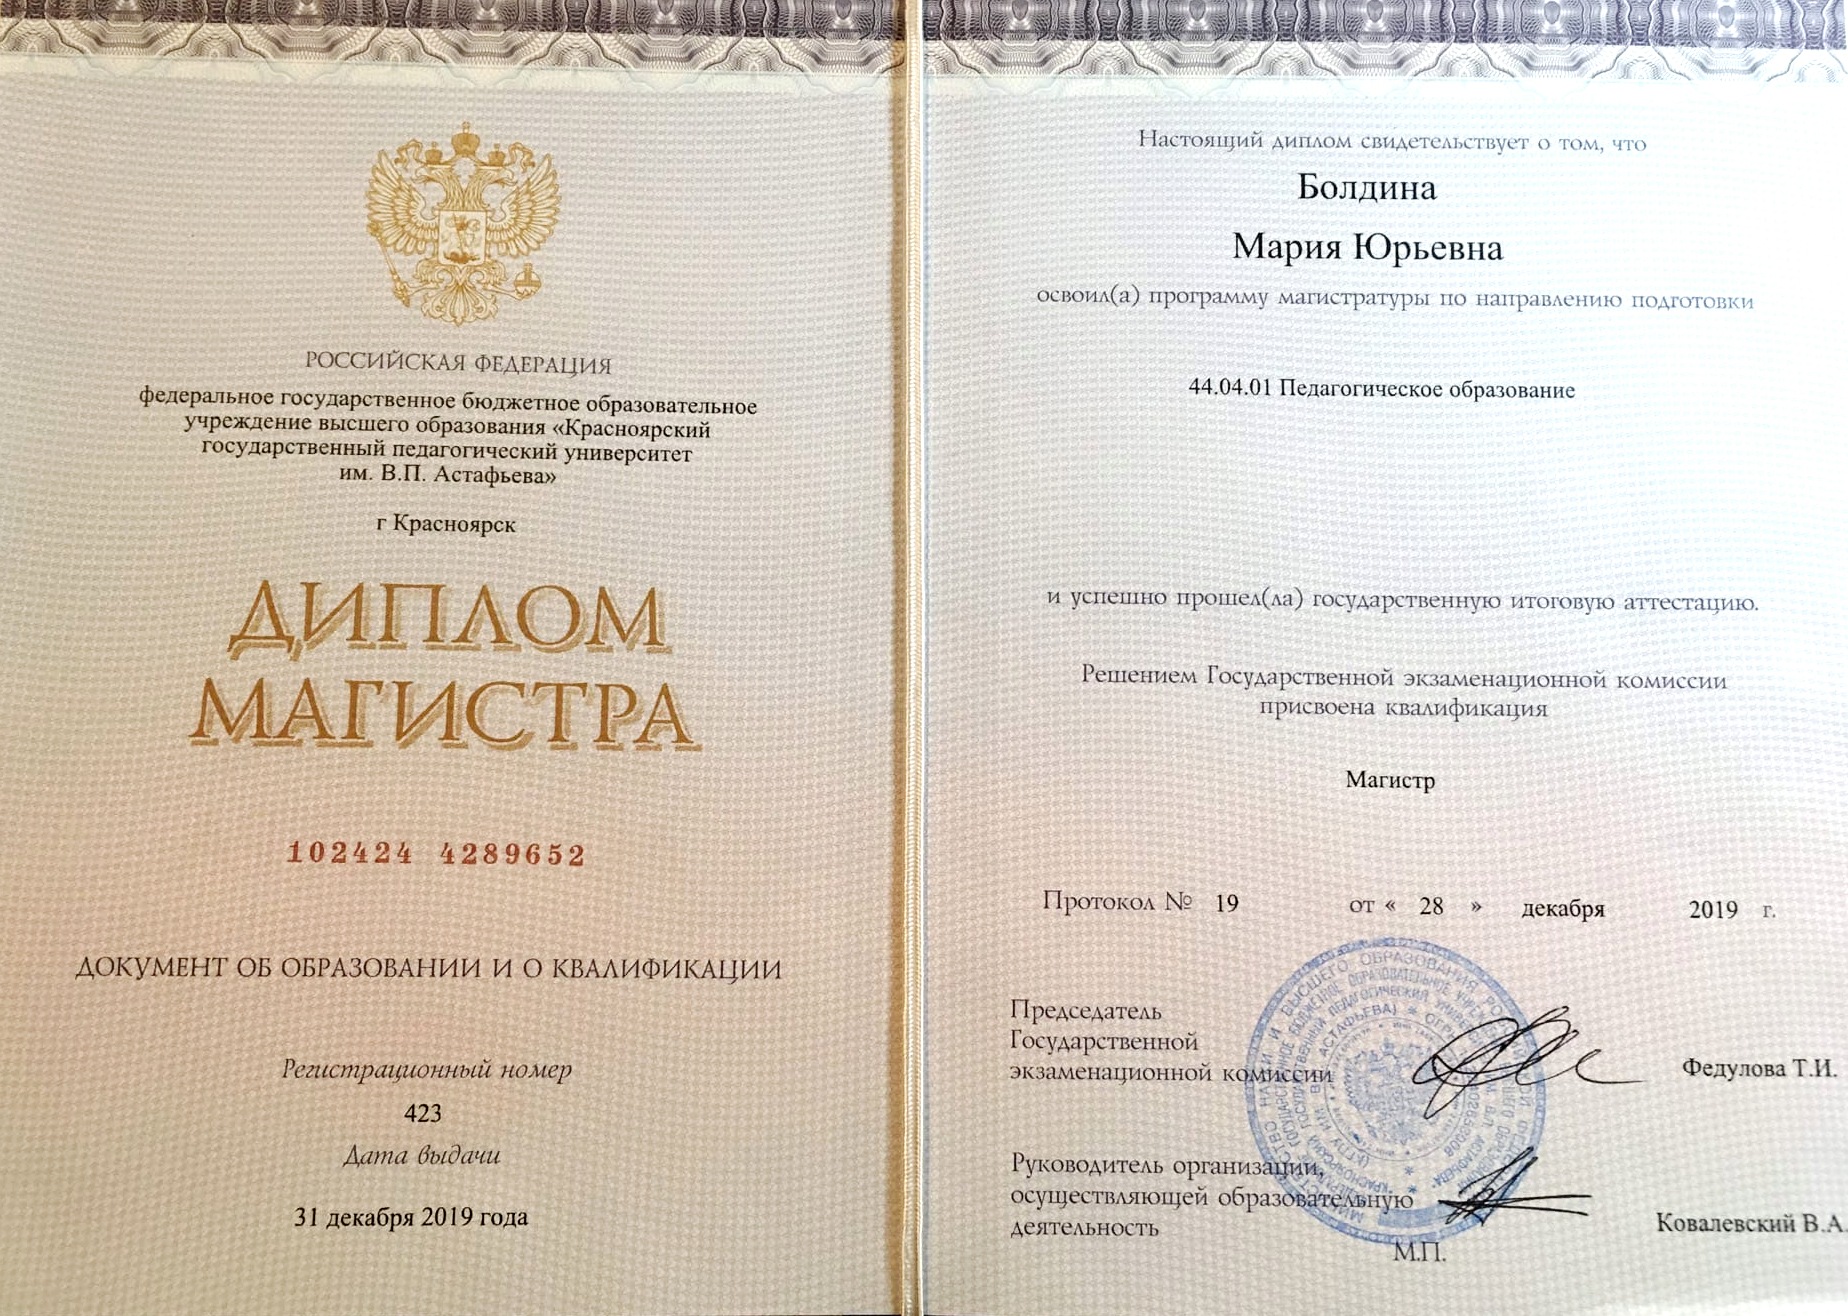 РОССИЙСКАЯ ФЕДЕРАЦИЯ
федеральное государственное бюджетное образовательное
учреждение высшего образования «Красноярский
государственный педагогический университет
им. В.П. Астафьева»
г Красноярск
ДИПЛОМ
МАГИСТРА
102424 4289652
ДОКУМЕНТ ОБ ОБРАЗОВАНИИ И О КВАЛИФИКАЦИИ
Регистрационный номер
423
Дата выдачи
31 декабря 2019 года
Настоящий диплом свидетельствует о том, что
Болдина
Мария Юрьевна
освоил(а) программу магистратуры по направлению подготовки
44.04.01 Педагогическое образование
и успешно прошел(ла) государственную итоговую аттестацию.
Решением Государственной экзаменационной комиссии
присвоена квалификация
Магистр
Протокол № 19 от « 28 » декабря 2019 г.
Председатель
Государственной
экзаменационной комиссии
Федулова Т.И.
Руководитель организации,
осуществляющей образовательную
деятельность
Ковалевский В.А.
М.П.